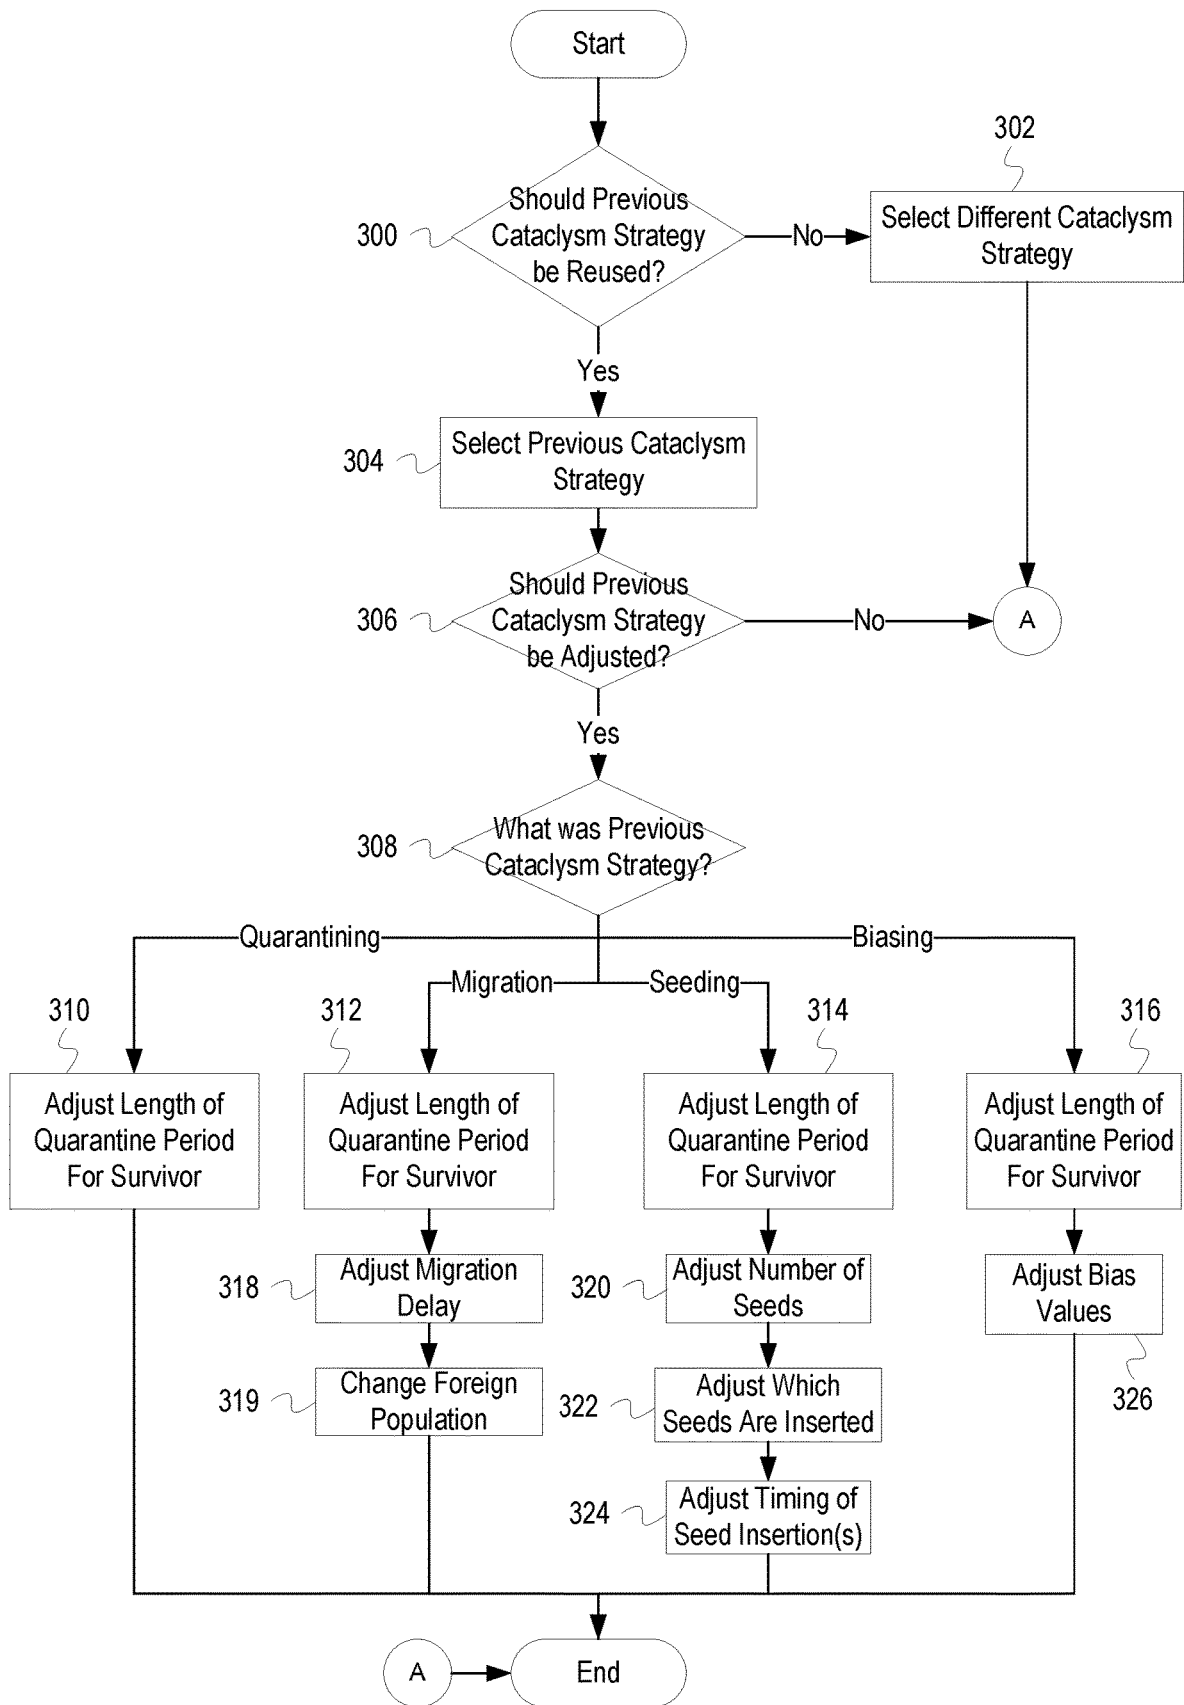 Start
302
Should Previous
Cataclysm Strategy
be Reused?
300
No
Select Different Cataclysm
Strategy
Yes
304
Select Previous Cataclysm
Strategy
306
Should Previous
Cataclysm Strategy
be Adjusted?
No
A
Yes
308
What was Previous
Cataclysm Strategy?
Quarantining
Biasing
Migration
Seeding
310
312
314
316
Adjust Length of
Quarantine Period
For Survivor
Adjust Length of
Quarantine Period
For Survivor
Adjust Length of
Quarantine Period
For Survivor
Adjust Length of
Quarantine Period
For Survivor
318
Adjust Migration
Delay
320
Adjust Number of
Seeds
Adjust Bias
Values
326
319
Change Foreign
Population
322
Adjust Which
Seeds Are Inserted
324
Adjust Timing of
Seed Insertion(s)
A
End